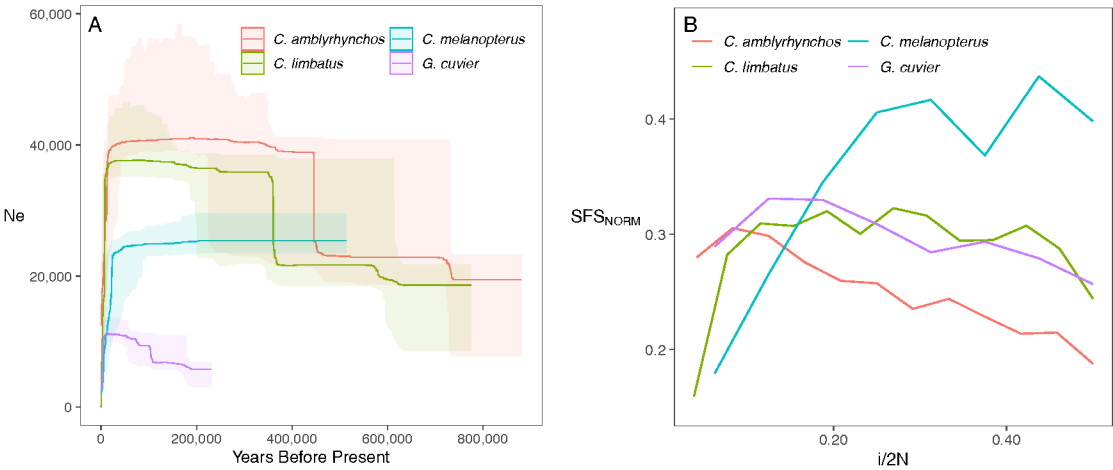 A
60,000
40,000
20,000
0
Ne
C. amblyrhynchos
C. melanopterus
C. limbatus
G. cuvier
0
200,000
400,000
600,000
800,000
Years Before Present
B
C. amblyrhynchos
C. melanopterus
C. limbatus
G. cuvier
0.4
0.3
0.2
SFSNORM
0.20
0.40
i/2N